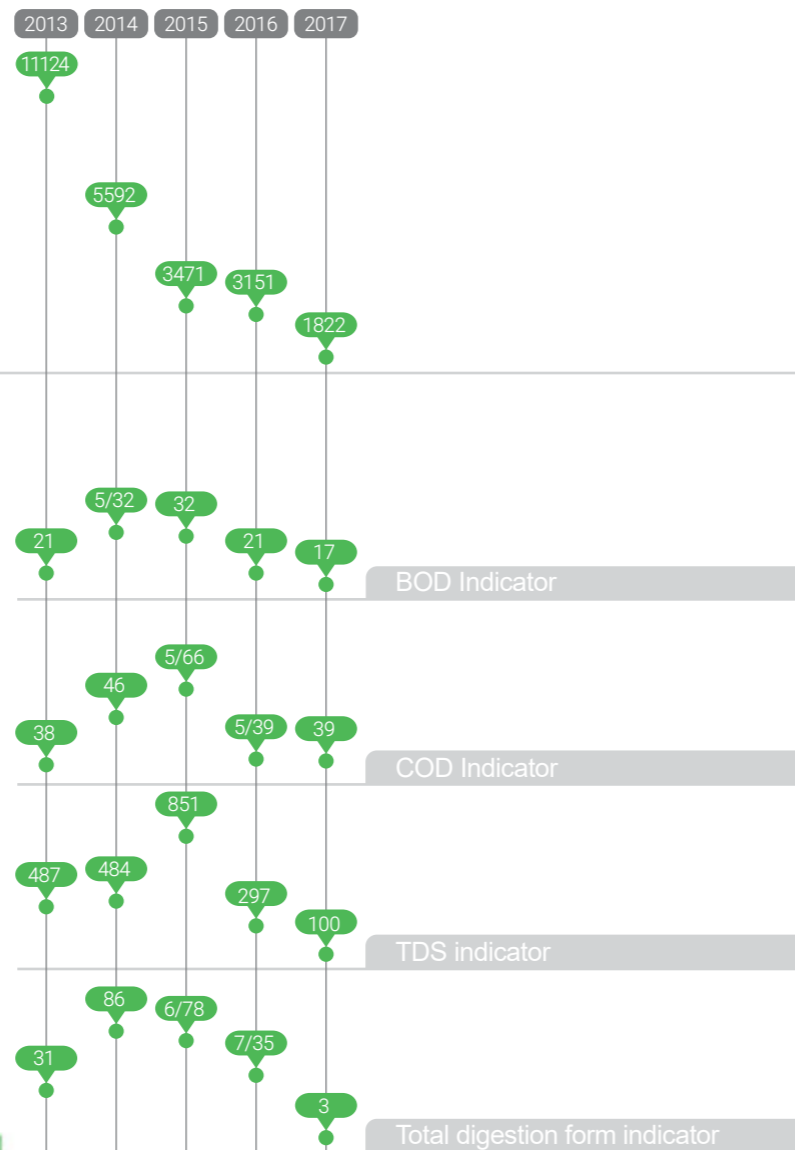 2013 2014 2015 2016 2017
11124
5592
3471 3151
1822
5/32 32
21 21 17
BOD Indicator
5/66
46
38 5/39 39
COD Indicator
851
487 484
297
100
TDS indicator
86 6/78
31 7/35
3
Total digestion form indicator